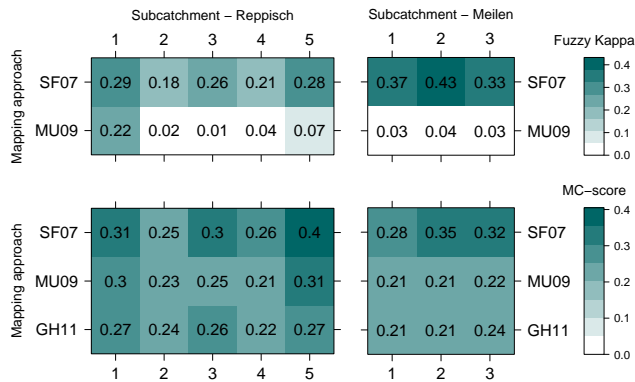 Subcatchment – Reppisch
Subcatchment – Meilen
1 2 3 4 5
1 2 3
Fuzzy Kappa
Mapping approach
SF07 0.29 0.18 0.26 0.21 0.28
0.37 0.43 0.33 SF07
MU09 0.22 0.02 0.01 0.04 0.07
0.03 0.04 0.03 MU09
0.4
0.3
0.2
0.1
0.0
MC–score
Mapping approach
SF07 0.31 0.25 0.3 0.26 0.4
0.28 0.35 0.32 SF07
MU09 0.3 0.23 0.25 0.21 0.31
0.21 0.21 0.22 MU09
GH11 0.27 0.24 0.26 0.22 0.27
0.21 0.21 0.24 GH11
0.4
0.3
0.2
0.1
0.0
1 2 3 4 5
1 2 3